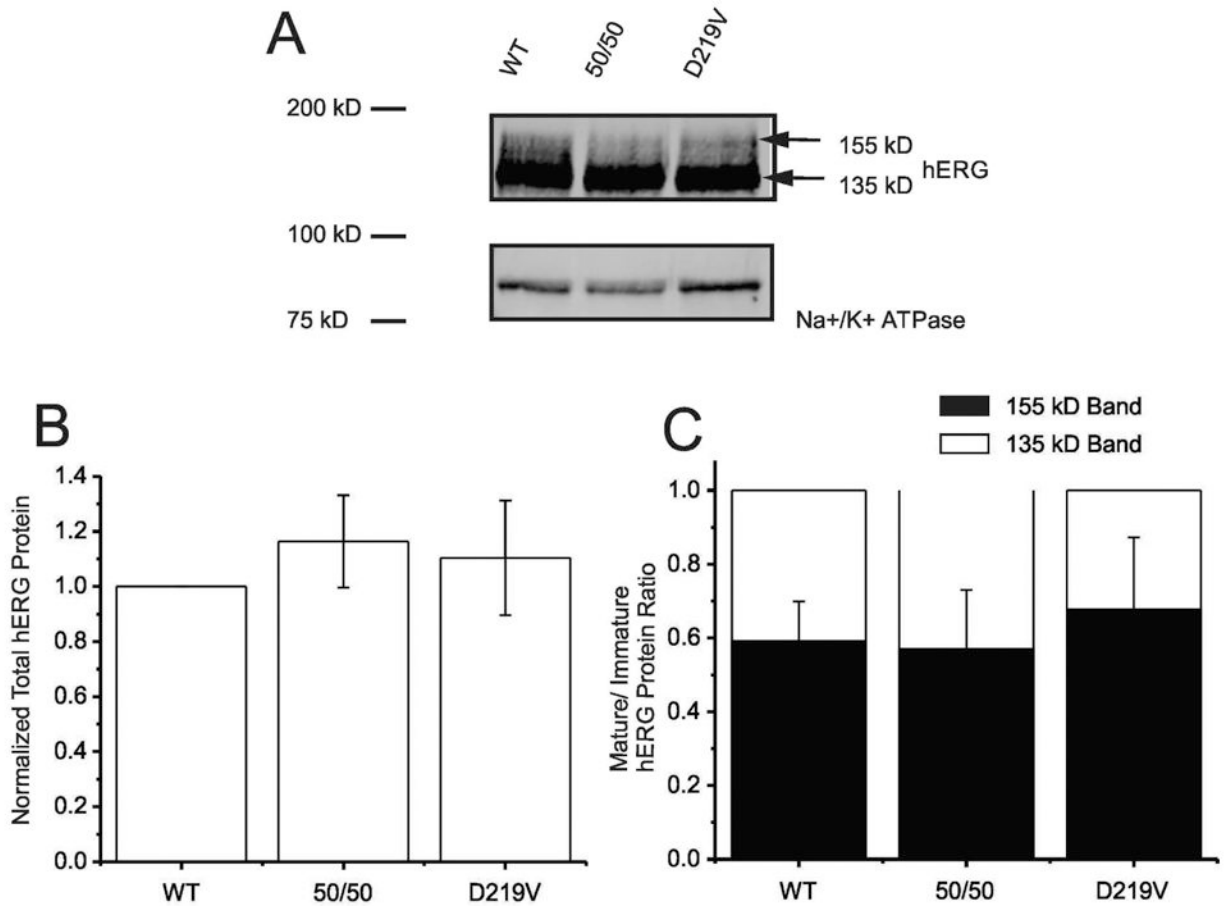 A
WT 50/50 D219V
200 kD
155 kD
135 kD hERG
100 kD
75 kD
Na+/K+ ATPase
B
Normalized Total hERG Protein
1.4
1.2
1.0
0.8
0.6
0.4
0.2
0.0
WT 50/50 D219V
C
155 kD Band
135 kD Band
Mature/ Immature
hERG Protein Ratio
1.0
0.8
0.6
0.4
0.2
0.0
WT 50/50 D219V